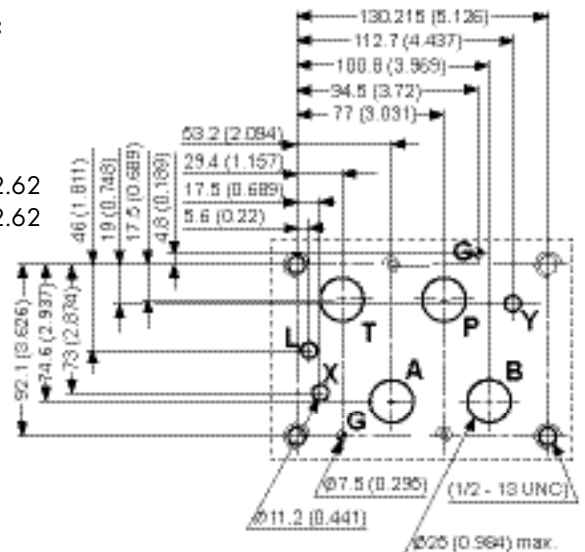 130.215 (5.126)
112.7 (4.437)
100.8 (3.969)
94.5 (3.72)
77 (3.031)
53.2 (2.094)
29.4 (1.157)
17.5 (0.689)
5.6 (0.22)
2.62
2.62
46 (1.811)
19 (0.748)
17.5 (0.689)
4.8 (0.189)
92.1 (3.626)
74.6 (2.937)
73 (2.874)
G
T
P
Y
L
X
A
B
G
Ø7.5 (0.295)
(1/2 - 13 UNC)
Ø11.2 (0.441)
Ø25 (0.984) max.